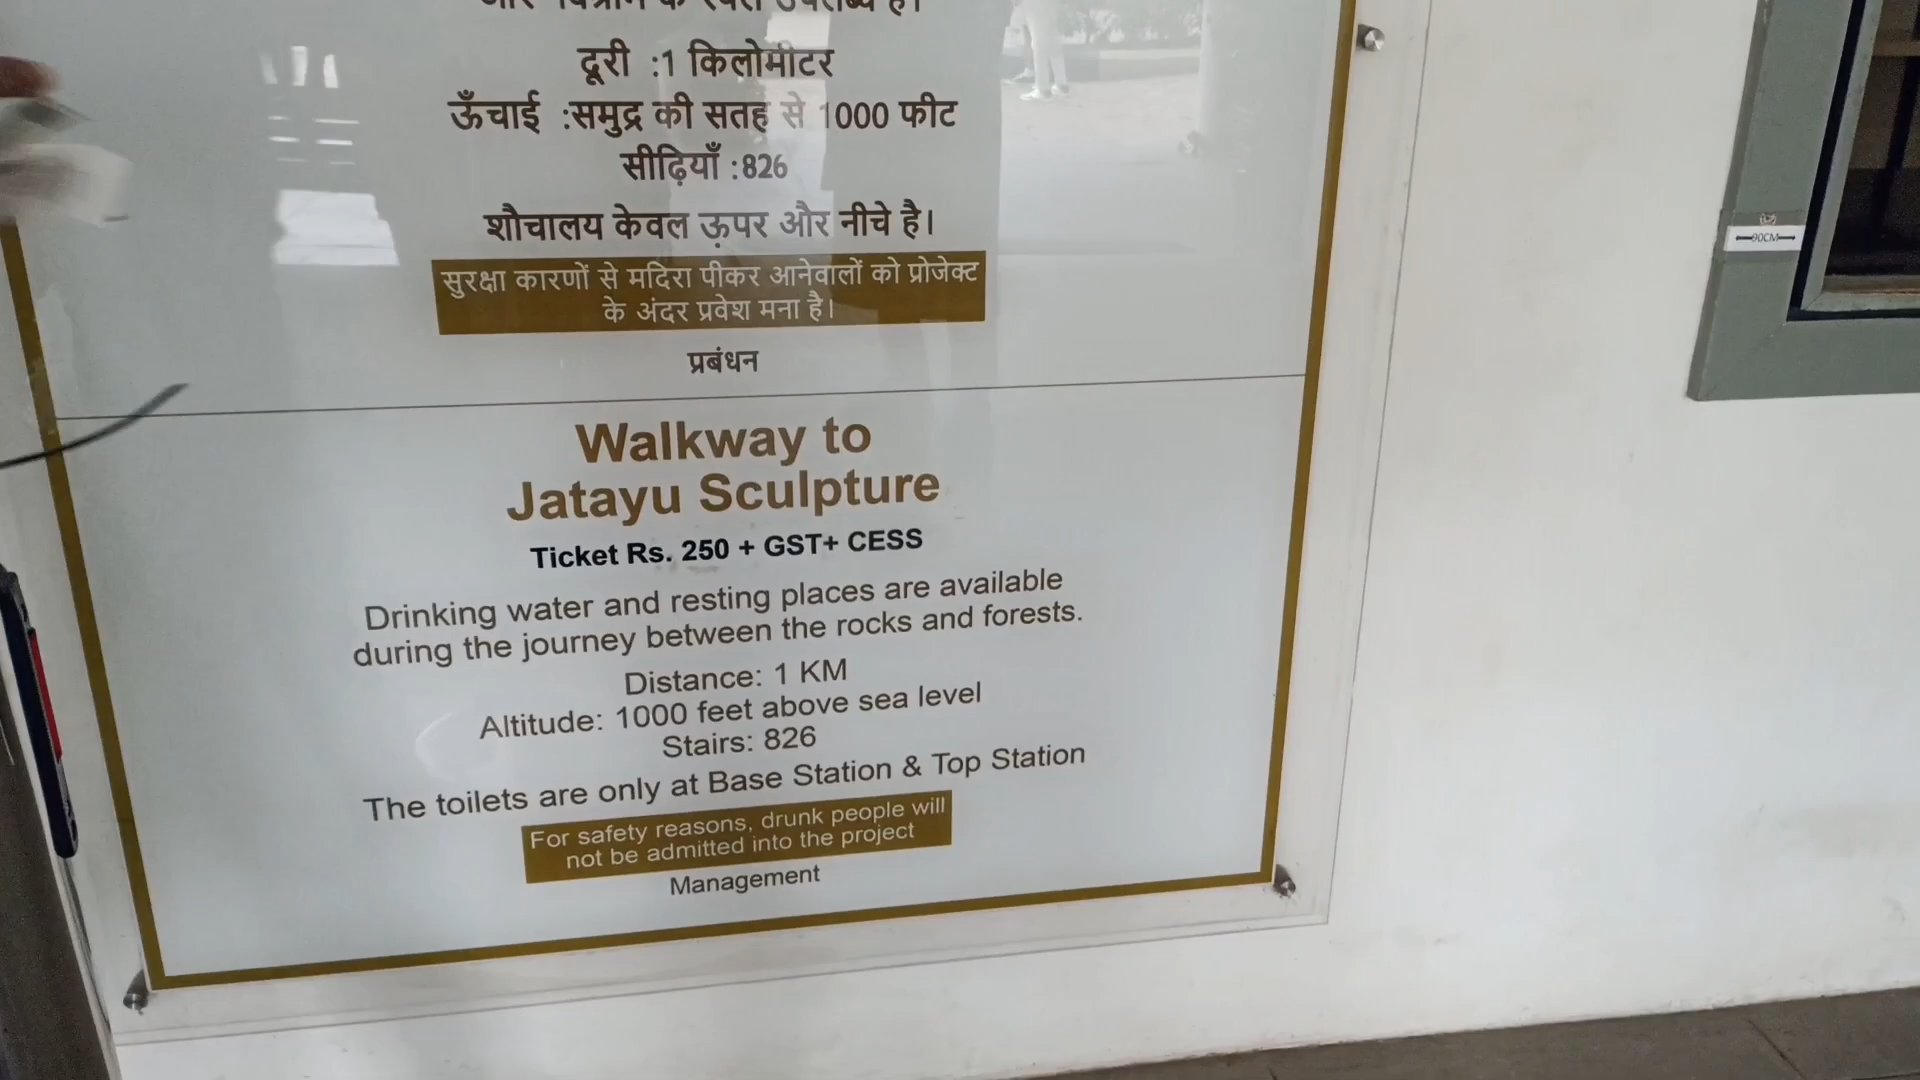 दूरी :1 किलोमीटर
ऊँचाई :समुद्र की सतह से 1000 फीट
सीढ़ियाँ :826
शौचालय केवल ऊ़पर और नीचे है।
सुरक्षा कारणों से मदिरा पीकर आनेवालों को प्रोजेक्ट
के अंदर प्रवेश मना है।
प्रबंधन
Walkway to
Jatayu Sculpture
Ticket Rs. 250 + GST+ CESS
Drinking water and resting places are available
during the journey between the rocks and forests.
Distance: 1 KM
Altitude: 1000 feet above sea level
Stairs: 826
The toilets are only at Base Station & Top Station
For safety reasons, drunk people will
not be admitted into the project
Management
90CM